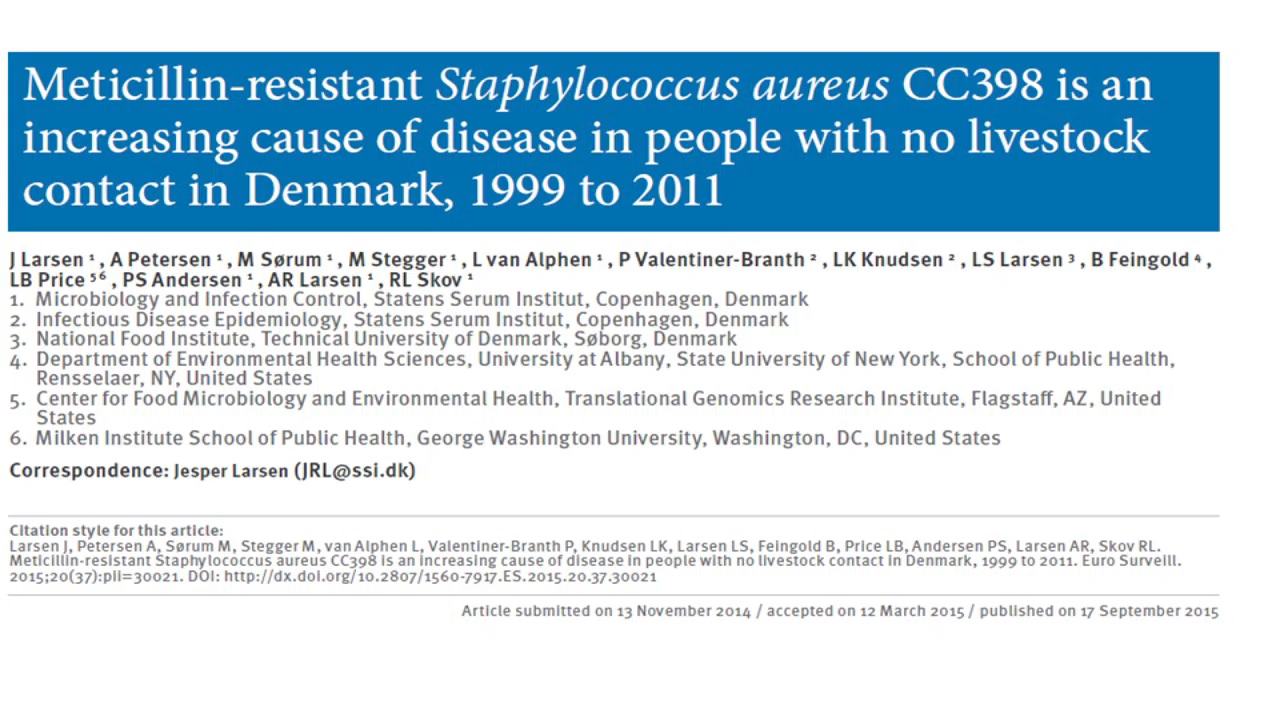 Meticillin-resistant Staphylococcus aureus CC398 is an
increasing cause of disease in people with no livestock
contact in Denmark, 1999 to 2011
J Larsen ¹ , A Petersen ¹ , M Sørum ¹ , M Stegger ¹ , L van Alphen ¹ , P Valentiner-Branth ² , LK Knudsen ² , LS Larsen ³ , B Feingold ⁴ ,
LB Price ⁵ ⁶ , PS Andersen ¹ , AR Larsen ¹ , RL Skov ¹
1. Microbiology and Infection Control, Statens Serum Institut, Copenhagen, Denmark
2. Infectious Disease Epidemiology, Statens Serum Institut, Copenhagen, Denmark
3. National Food Institute, Technical University of Denmark, Søborg, Denmark
4. Department of Environmental Health Sciences, University at Albany, State University of New York, School of Public Health,
Rensselaer, NY, United States
5. Center for Food Microbiology and Environmental Health, Translational Genomics Research Institute, Flagstaff, AZ, United
States
6. Milken Institute School of Public Health, George Washington University, Washington, DC, United States
Correspondence: Jesper Larsen (JRL@ssi.dk)
Citation style for this article:
Larsen J, Petersen A, Sørum M, Stegger M, van Alphen L, Valentiner-Branth P, Knudsen LK, Larsen LS, Feingold B, Price LB, Andersen PS, Larsen AR, Skov RL.
Meticillin-resistant Staphylococcus aureus CC398 is an increasing cause of disease in people with no livestock contact in Denmark, 1999 to 2011. Euro Surveill.
2015;20(37):pii=30021. DOI: http://dx.doi.org/10.2807/1560-7917.ES.2015.20.37.30021
Article submitted on 13 November 2014 / accepted on 12 March 2015 / published on 17 September 2015